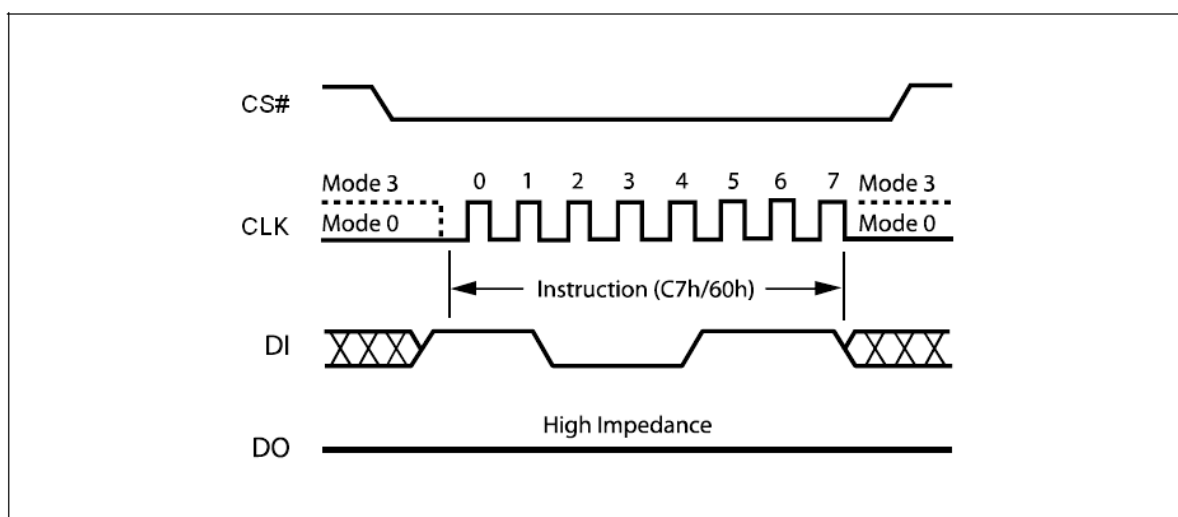 CS#
Mode 3 0 1 2 3 4 5 6 7 Mode 3
CLK Mode 0 Mode 0
Instruction (C7h/60h)
DI
High Impedance
DO